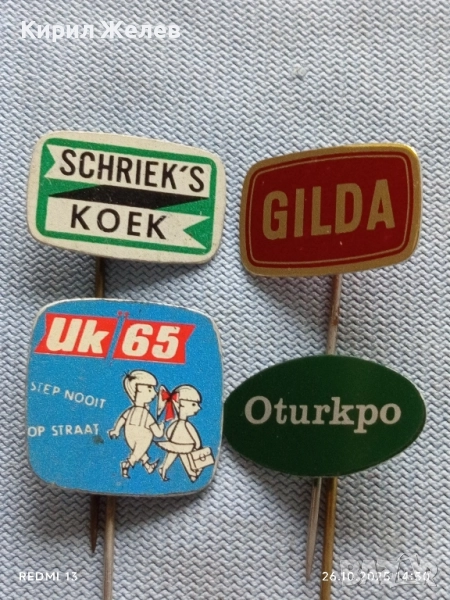 Кирил Желев
SCHRIEK'S
KOEK
GILDA
Uk 65
STEP NOOIT
OP STRAAT
Oturkpo
REDMI 13